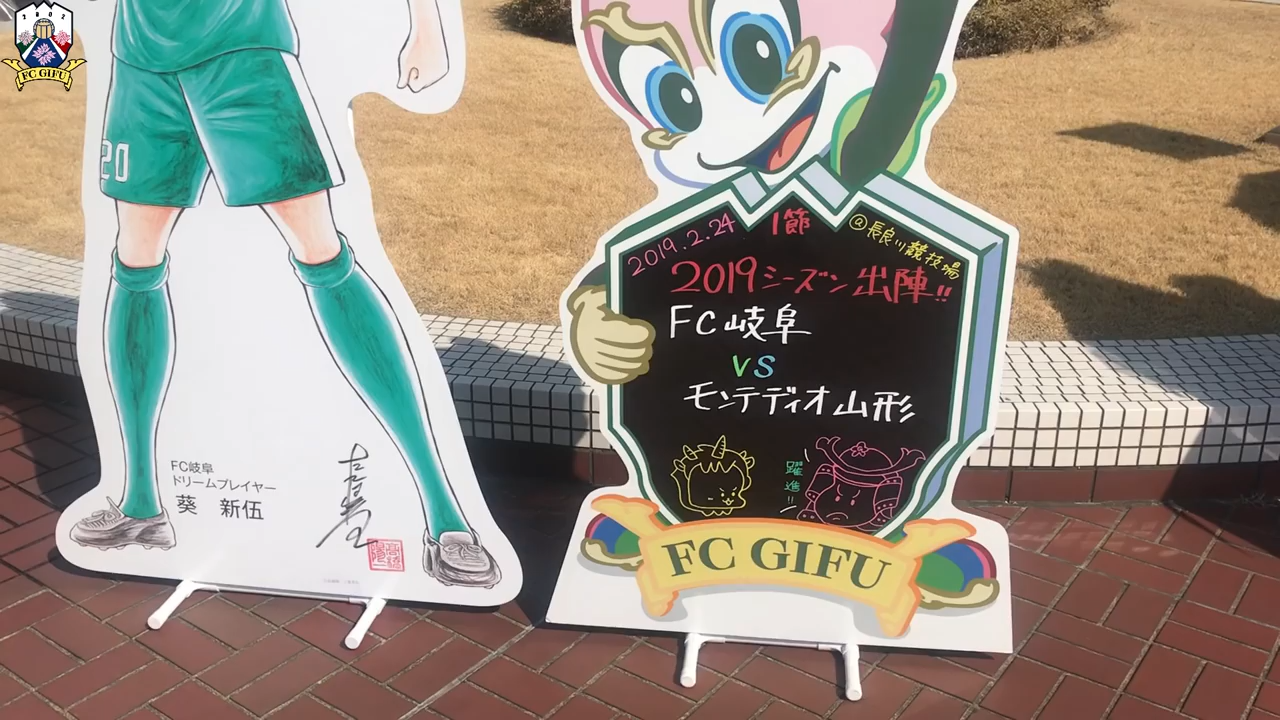 1002
FC GIFU
20
FC岐阜
ドリームプレイヤー
葵 新伍
2019.2.24 1節 @長良川競技場
2019シーズン出陣!!
FC岐阜
VS
モンテディオ山形
躍進!!
FC GIFU